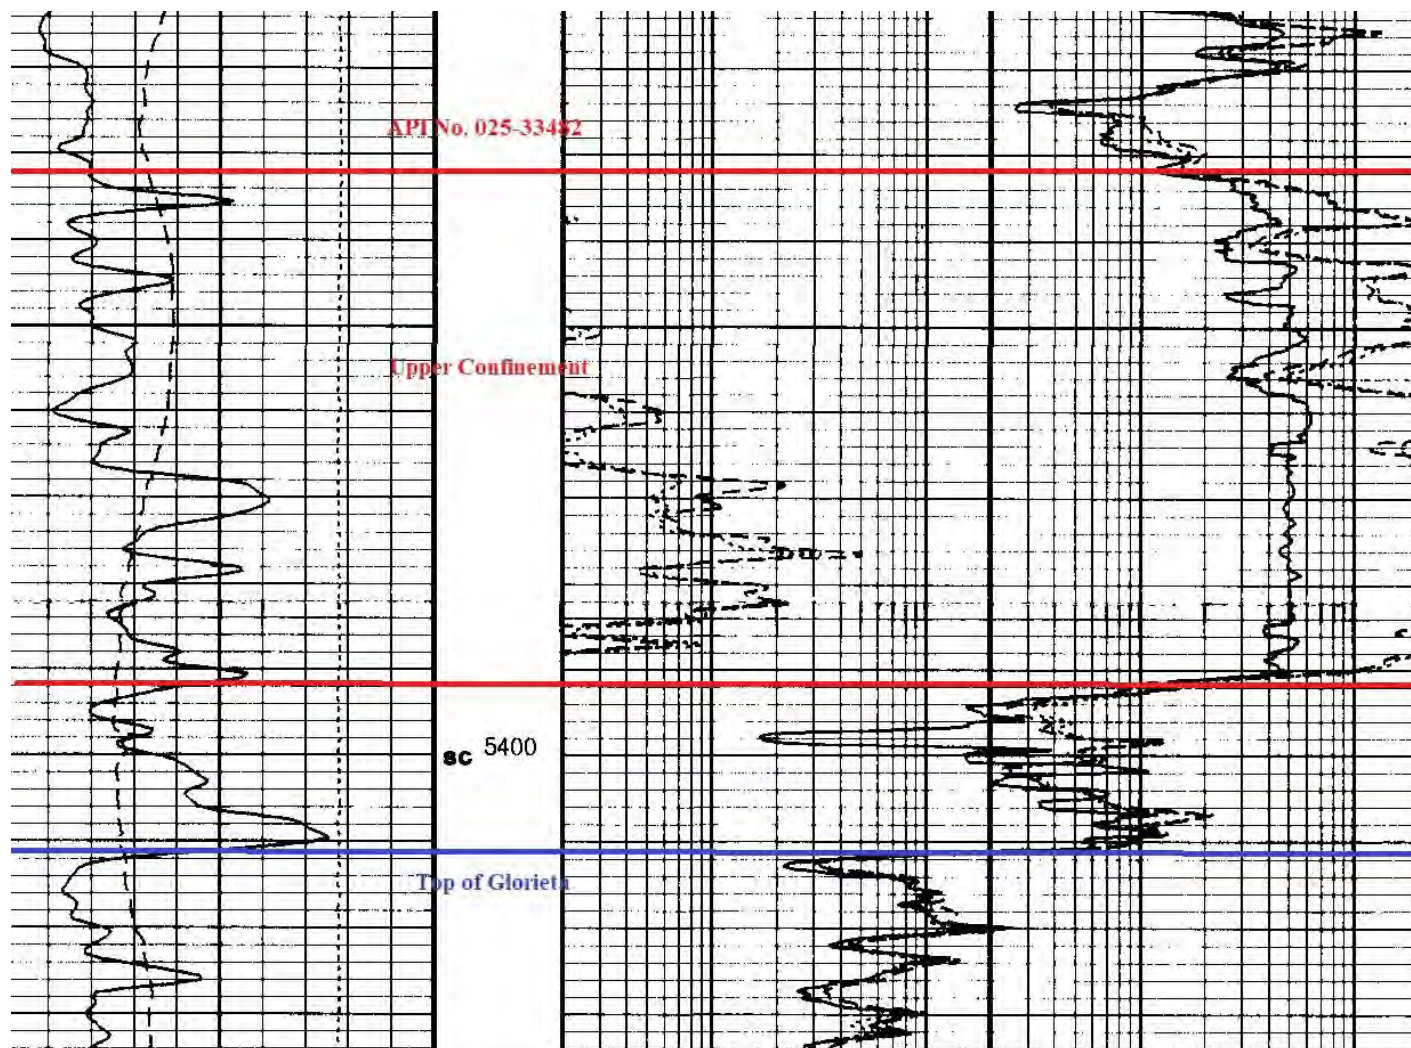 API No. 025-33482
Upper Confinement
sc 5400
Top of Glorieta